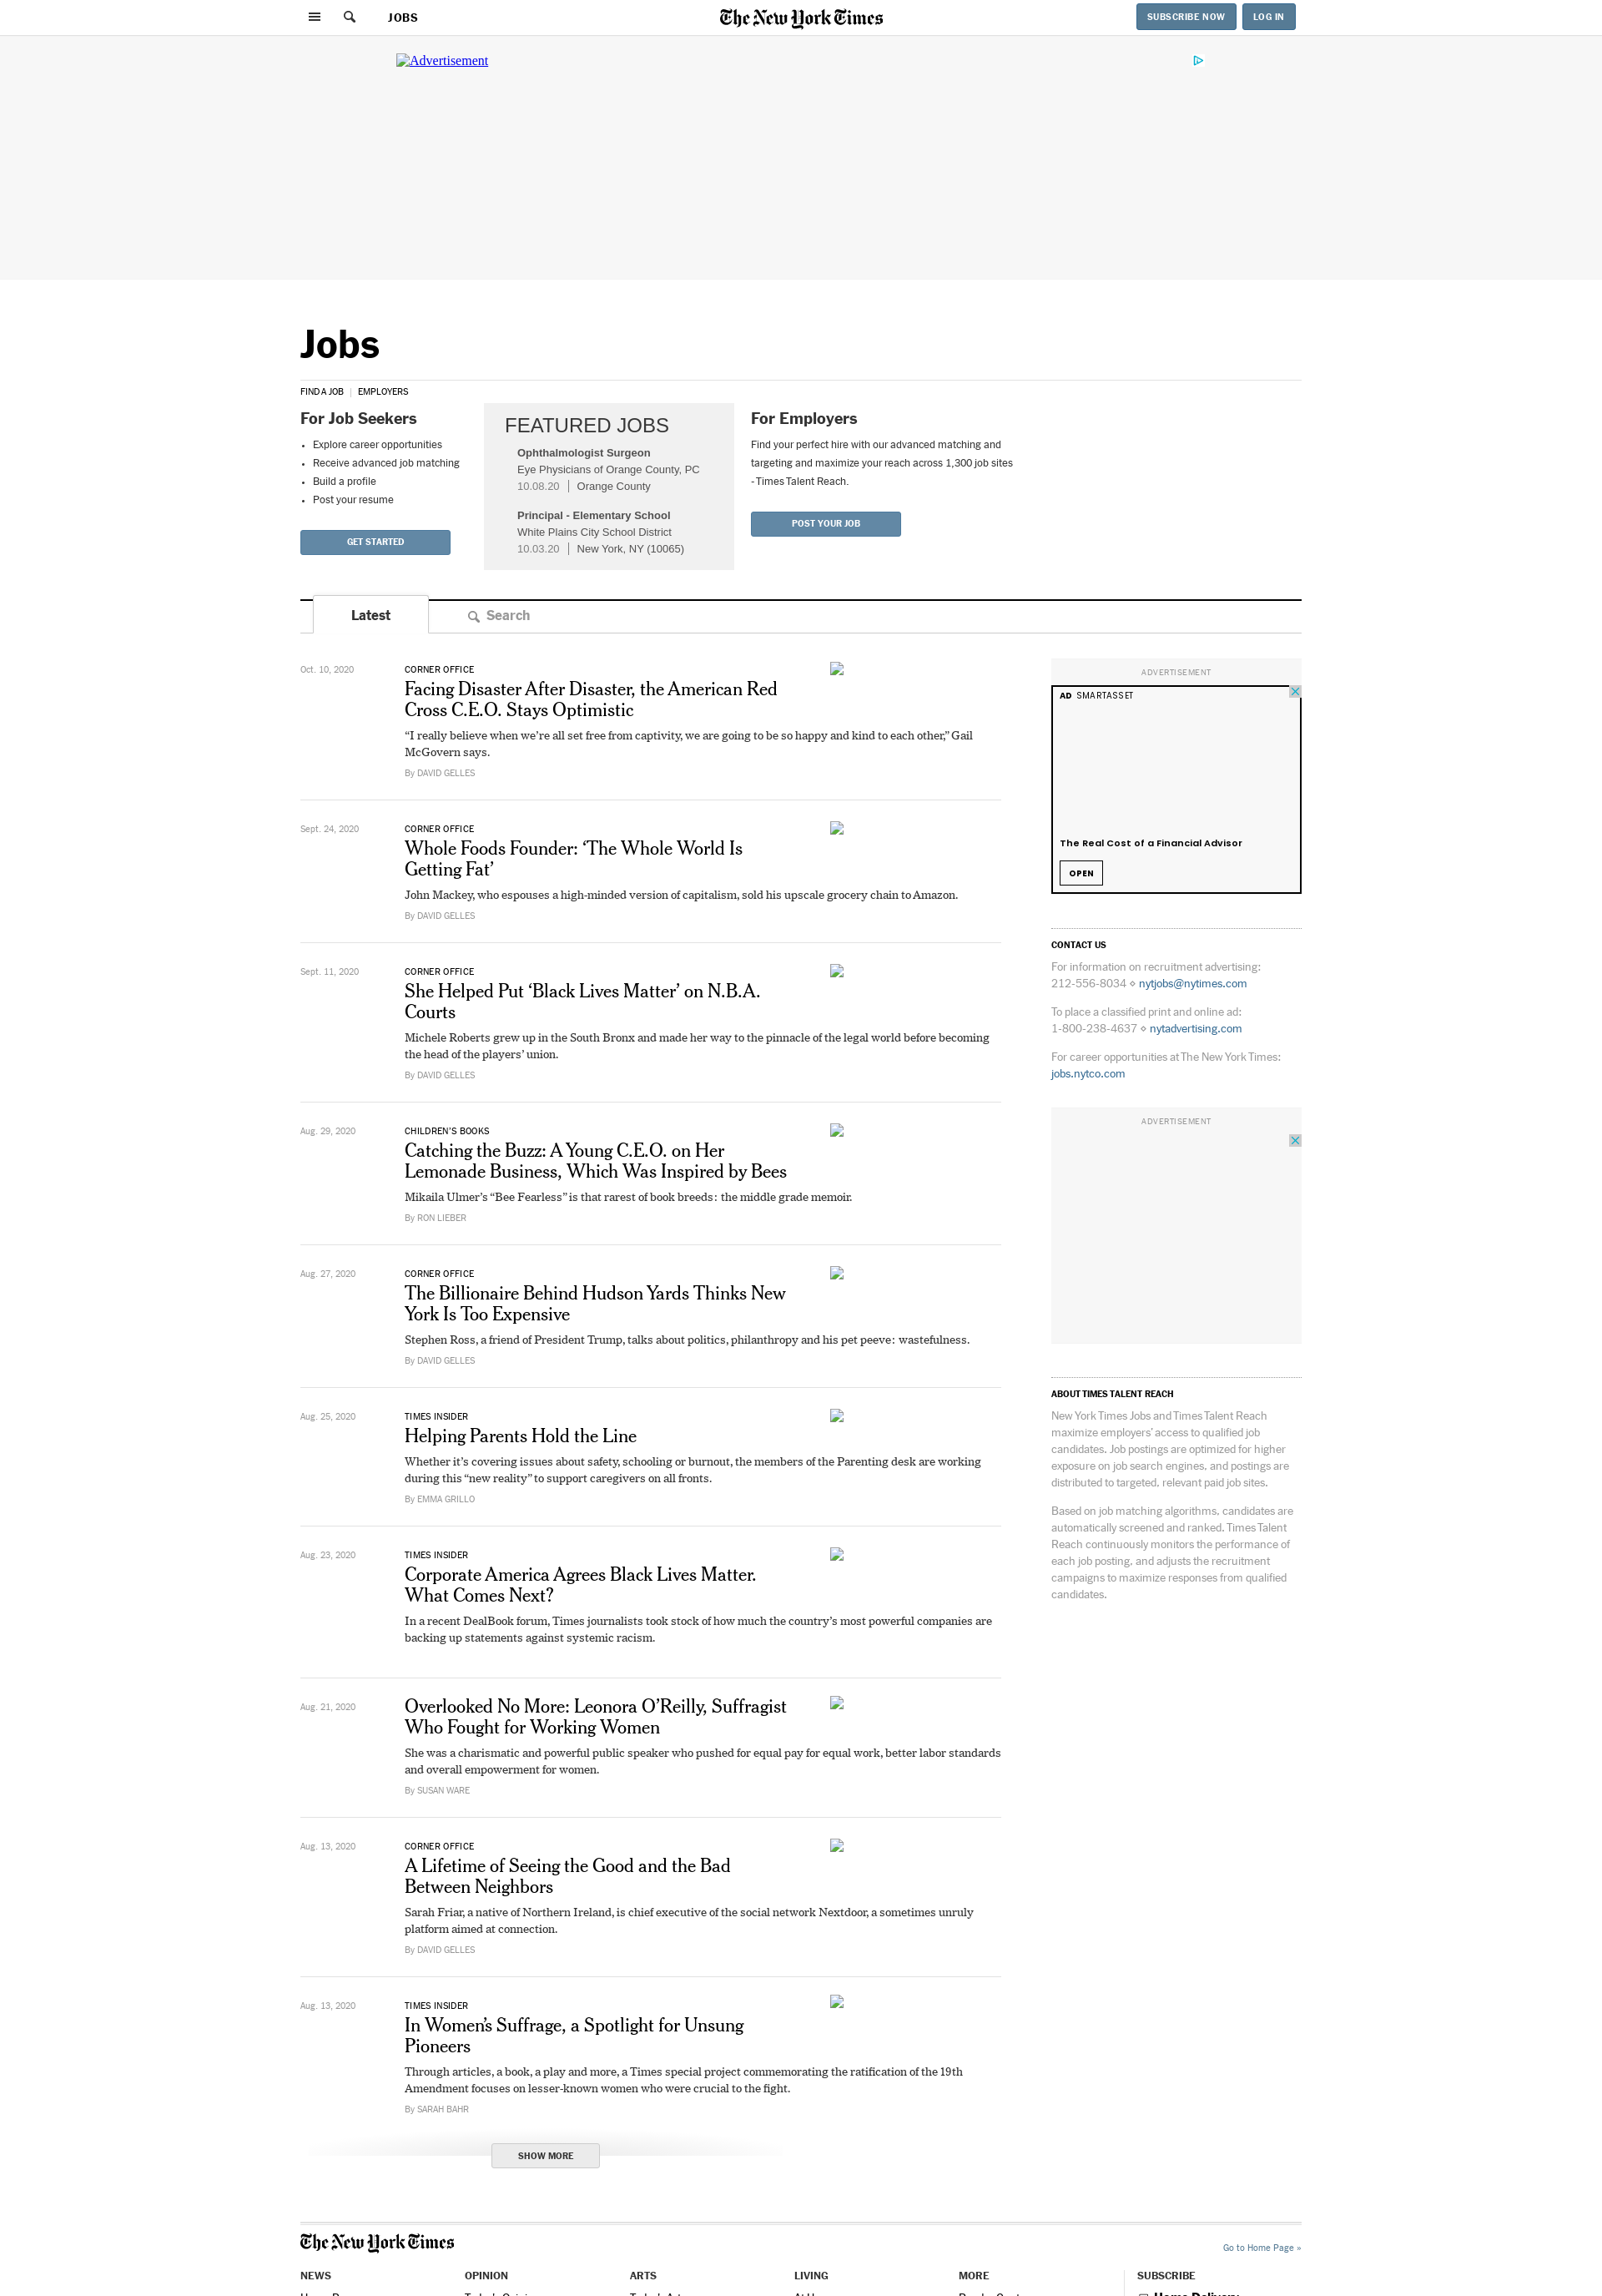 JOBS
The New York Times
SUBSCRIBE NOW
LOG IN
Advertisement
Jobs
FIND A JOB | EMPLOYERS
For Job Seekers
Explore career opportunities
Receive advanced job matching
Build a profile
Post your resume
GET STARTED
FEATURED JOBS
Ophthalmologist Surgeon
Eye Physicians of Orange County, PC
10.08.20 | Orange County
Principal - Elementary School
White Plains City School District
10.03.20 | New York, NY (10065)
For Employers
Find your perfect hire with our advanced matching and
targeting and maximize your reach across 1,300 job sites
- Times Talent Reach.
POST YOUR JOB
Latest
Search
Oct. 10, 2020
CORNER OFFICE
Facing Disaster After Disaster, the American Red
Cross C.E.O. Stays Optimistic
“I really believe when we’re all set free from captivity, we are going to be so happy and kind to each other,” Gail
McGovern says.
By DAVID GELLES
Sept. 24, 2020
CORNER OFFICE
Whole Foods Founder: ‘The Whole World Is
Getting Fat’
John Mackey, who espouses a high-minded version of capitalism, sold his upscale grocery chain to Amazon.
By DAVID GELLES
Sept. 11, 2020
CORNER OFFICE
She Helped Put ‘Black Lives Matter’ on N.B.A.
Courts
Michele Roberts grew up in the South Bronx and made her way to the pinnacle of the legal world before becoming
the head of the players’ union.
By DAVID GELLES
Aug. 29, 2020
CHILDREN’S BOOKS
Catching the Buzz: A Young C.E.O. on Her
Lemonade Business, Which Was Inspired by Bees
Mikaila Ulmer’s “Bee Fearless” is that rarest of book breeds: the middle grade memoir.
By RON LIEBER
Aug. 27, 2020
CORNER OFFICE
The Billionaire Behind Hudson Yards Thinks New
York Is Too Expensive
Stephen Ross, a friend of President Trump, talks about politics, philanthropy and his pet peeve: wastefulness.
By DAVID GELLES
Aug. 25, 2020
TIMES INSIDER
Helping Parents Hold the Line
Whether it’s covering issues about safety, schooling or burnout, the members of the Parenting desk are working
during this “new reality” to support caregivers on all fronts.
By EMMA GRILLO
Aug. 23, 2020
TIMES INSIDER
Corporate America Agrees Black Lives Matter.
What Comes Next?
In a recent DealBook forum, Times journalists took stock of how much the country’s most powerful companies are
backing up statements against systemic racism.
Aug. 21, 2020
Overlooked No More: Leonora O’Reilly, Suffragist
Who Fought for Working Women
She was a charismatic and powerful public speaker who pushed for equal pay for equal work, better labor standards
and overall empowerment for women.
By SUSAN WARE
Aug. 13, 2020
CORNER OFFICE
A Lifetime of Seeing the Good and the Bad
Between Neighbors
Sarah Friar, a native of Northern Ireland, is chief executive of the social network Nextdoor, a sometimes unruly
platform aimed at connection.
By DAVID GELLES
Aug. 13, 2020
TIMES INSIDER
In Women’s Suffrage, a Spotlight for Unsung
Pioneers
Through articles, a book, a play and more, a Times special project commemorating the ratification of the 19th
Amendment focuses on lesser-known women who were crucial to the fight.
By SARAH BAHR
SHOW MORE
ADVERTISEMENT
AD SMARTASSET
The Real Cost of a Financial Advisor
OPEN
CONTACT US
For information on recruitment advertising:
212-556-8034 ⋄ nytjobs@nytimes.com
To place a classified print and online ad:
1-800-238-4637 ⋄ nytadvertising.com
For career opportunities at The New York Times:
jobs.nytco.com
ADVERTISEMENT
ABOUT TIMES TALENT REACH
New York Times Jobs and Times Talent Reach
maximize employers’ access to qualified job
candidates. Job postings are optimized for higher
exposure on job search engines, and postings are
distributed to targeted, relevant paid job sites.
Based on job matching algorithms, candidates are
automatically screened and ranked. Times Talent
Reach continuously monitors the performance of
each job posting, and adjusts the recruitment
campaigns to maximize responses from qualified
candidates.
The New York Times
Go to Home Page »
NEWS
OPINION
ARTS
LIVING
MORE
SUBSCRIBE